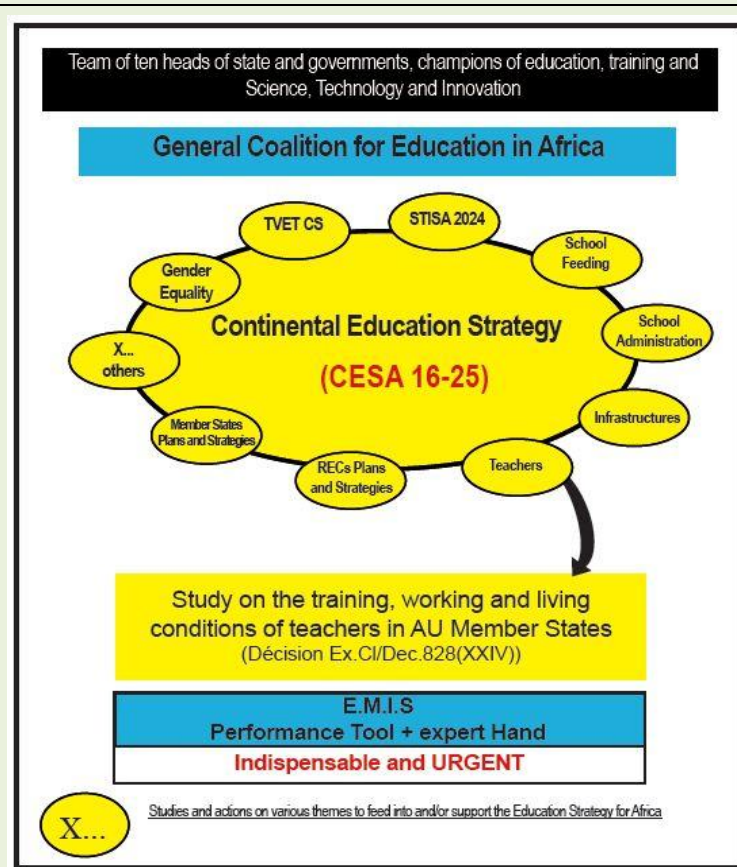 Team of ten heads of state and governments, champions of education, training and
Science, Technology and Innovation
General Coalition for Education in Africa
TVET CS
STISA 2024
School
Feeding
Gender
Equality
School
Administration
Continental Education Strategy
(CESA 16-25)
X...
others
Infrastructures
Member States
Plans and Strategies
RECs Plans
and Strategies
Teachers
Study on the training, working and living
conditions of teachers in AU Member States
(Décision Ex.Cl/Dec.828(XXIV))
E.M.I.S
Performance Tool + expert Hand
Indispensable and URGENT
X...
Studies and actions on various themes to feed into and/or support the Education Strategy for Africa